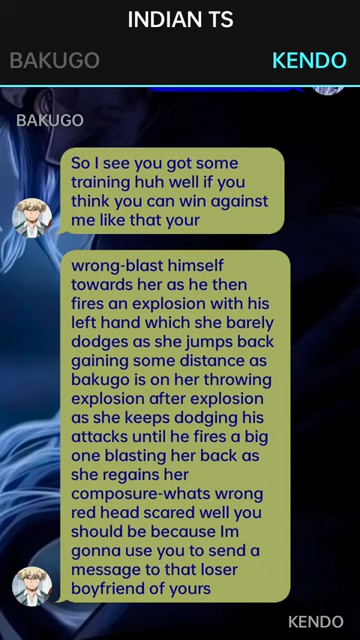 INDIAN TS
BAKUGO KENDO
BAKUGO
So I see you got some
training huh well if you
think you can win against
me like that your
wrong-blast himself
towards her as he then
fires an explosion with his
left hand which she barely
dodges as she jumps back
gaining some distance as
bakugo is on her throwing
explosion after explosion
as she keeps dodging his
attacks until he fires a big
one blasting her back as
she regains her
composure-whats wrong
red head scared well you
should be because Im
gonna use you to send a
message to that loser
boyfriend of yours
KENDO